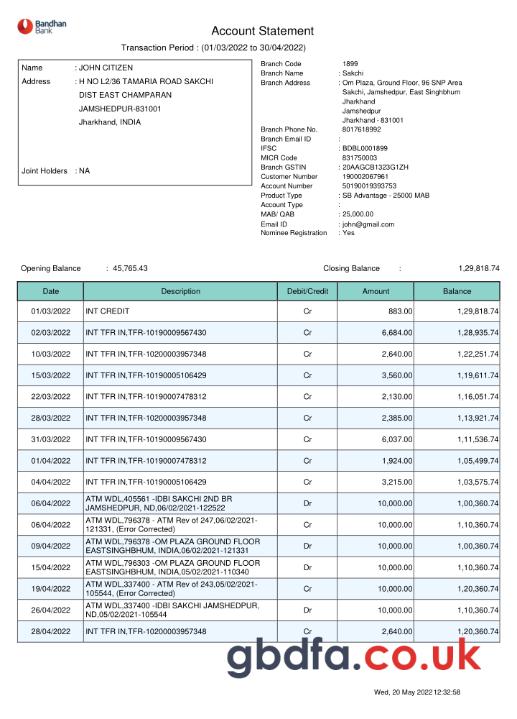 Bandhan
Bank
Account Statement
Transaction Period : (01/03/2022 to 30/04/2022)
Name : JOHN CITIZEN
Address : H NO L2/36 TAMARIA ROAD SAKCHI
DIST EAST CHAMPARAN
JAMSHEDPUR-831001
Jharkhand, INDIA
Joint Holders : NA
Branch Code 1899
Branch Name : Sakchi
Branch Address : Om Plaza, Ground Floor, 96 SNP Area
Sakchi, Jamshedpur, East Singhbhum
Jharkhand
Jamshedpur
Jharkhand - 831001
Branch Phone No. 8017618992
Branch Email ID :
IFSC : BDBL0001899
MICR Code 831750003
Branch GSTIN : 20AAGCB1323G1ZH
Customer Number 190002067961
Account Number 50190019393753
Product Type : SB Advantage - 25000 MAB
Account Type :
MAB/ QAB : 25,000.00
Email ID : john@gmail.com
Nominee Registration : Yes
Opening Balance : 45,765.43 Closing Balance : 1,29,818.74
Date Description Debit/Credit Amount Balance
01/03/2022 INT CREDIT Cr 883.00 1,29,818.74
02/03/2022 INT TFR IN,TFR-10190009567430 Cr 6,684.00 1,28,935.74
10/03/2022 INT TFR IN,TFR-10200003957348 Cr 2,640.00 1,22,251.74
15/03/2022 INT TFR IN,TFR-10190005106429 Cr 3,560.00 1,19,611.74
22/03/2022 INT TFR IN,TFR-10190007478312 Cr 2,130.00 1,16,051.74
28/03/2022 INT TFR IN,TFR-10200003957348 Cr 2,385.00 1,13,921.74
31/03/2022 INT TFR IN,TFR-10190009567430 Cr 6,037.00 1,11,536.74
01/04/2022 INT TFR IN,TFR-10190007478312 Cr 1,924.00 1,05,499.74
04/04/2022 INT TFR IN,TFR-10190005106429 Cr 3,215.00 1,03,575.74
06/04/2022 ATM WDL,405561 -IDBI SAKCHI 2ND BR Dr 10,000.00 1,00,360.74
JAMSHEDPUR, ND,06/02/2021-122522
06/04/2022 ATM WDL,796378 - ATM Rev of 247,06/02/2021- Cr 10,000.00 1,10,360.74
121331, (Error Corrected)
09/04/2022 ATM WDL,796378 -OM PLAZA GROUND FLOOR Dr 10,000.00 1,00,360.74
EASTSINGHBHUM, INDIA,06/02/2021-121331
15/04/2022 ATM WDL,796303 -OM PLAZA GROUND FLOOR Dr 10,000.00 1,10,360.74
EASTSINGHBHUM, INDIA,05/02/2021-110340
19/04/2022 ATM WDL,337400 - ATM Rev of 243,05/02/2021- Cr 10,000.00 1,20,360.74
105544, (Error Corrected)
26/04/2022 ATM WDL,337400 -IDBI SAKCHI JAMSHEDPUR, Dr 10,000.00 1,10,360.74
ND,05/02/2021-105544
28/04/2022 INT TFR IN,TFR-10200003957348 Cr 2,640.00 1,20,360.74
gbdfa.co.uk
Wed, 20 May 2022 12:32:58